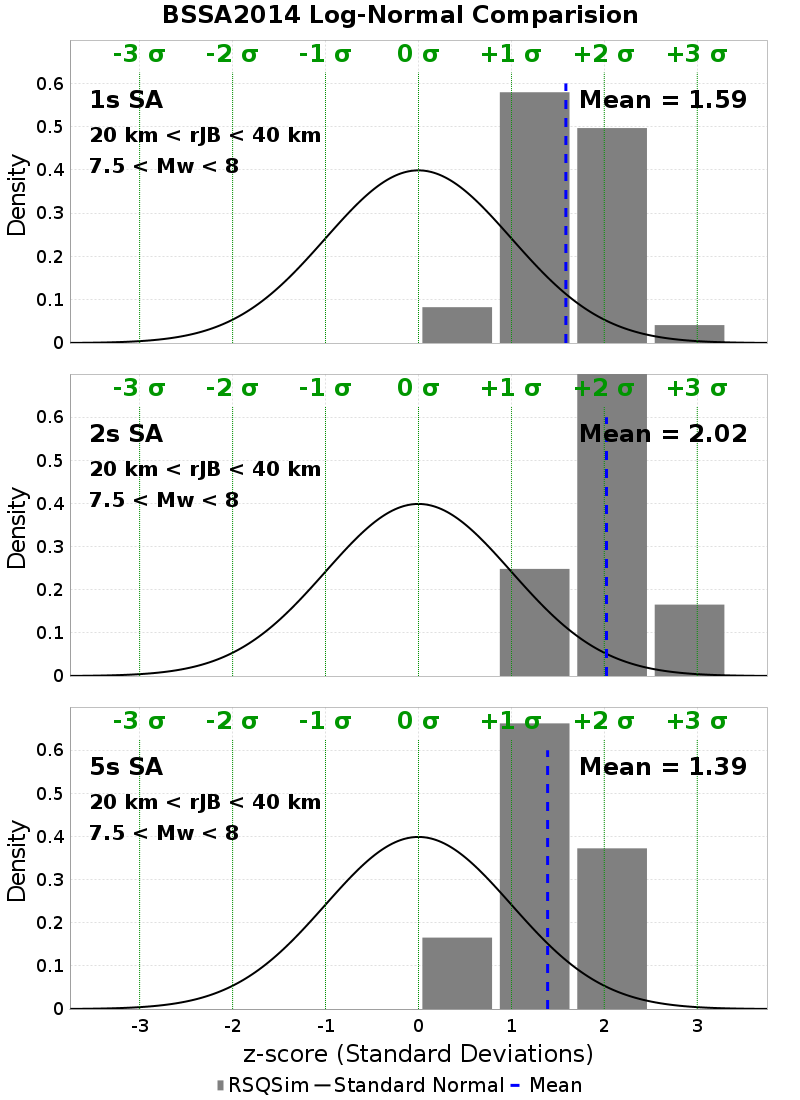 BSSA2014 Log-Normal Comparision
-3 σ -2 σ -1 σ 0 σ +1 σ +2 σ +3 σ
1s SA
Mean = 1.59
20 km < rJB < 40 km
7.5 < Mw < 8
Density
0.6
0.5
0.4
0.3
0.2
0.1
0
-3 σ -2 σ -1 σ 0 σ +1 σ +2 σ +3 σ
2s SA
Mean = 2.02
20 km < rJB < 40 km
7.5 < Mw < 8
Density
0.6
0.5
0.4
0.3
0.2
0.1
0
-3 σ -2 σ -1 σ 0 σ +1 σ +2 σ +3 σ
5s SA
Mean = 1.39
20 km < rJB < 40 km
7.5 < Mw < 8
Density
0.6
0.5
0.4
0.3
0.2
0.1
0
-3 -2 -1 0 1 2 3
z-score (Standard Deviations)
RSQSim Standard Normal Mean